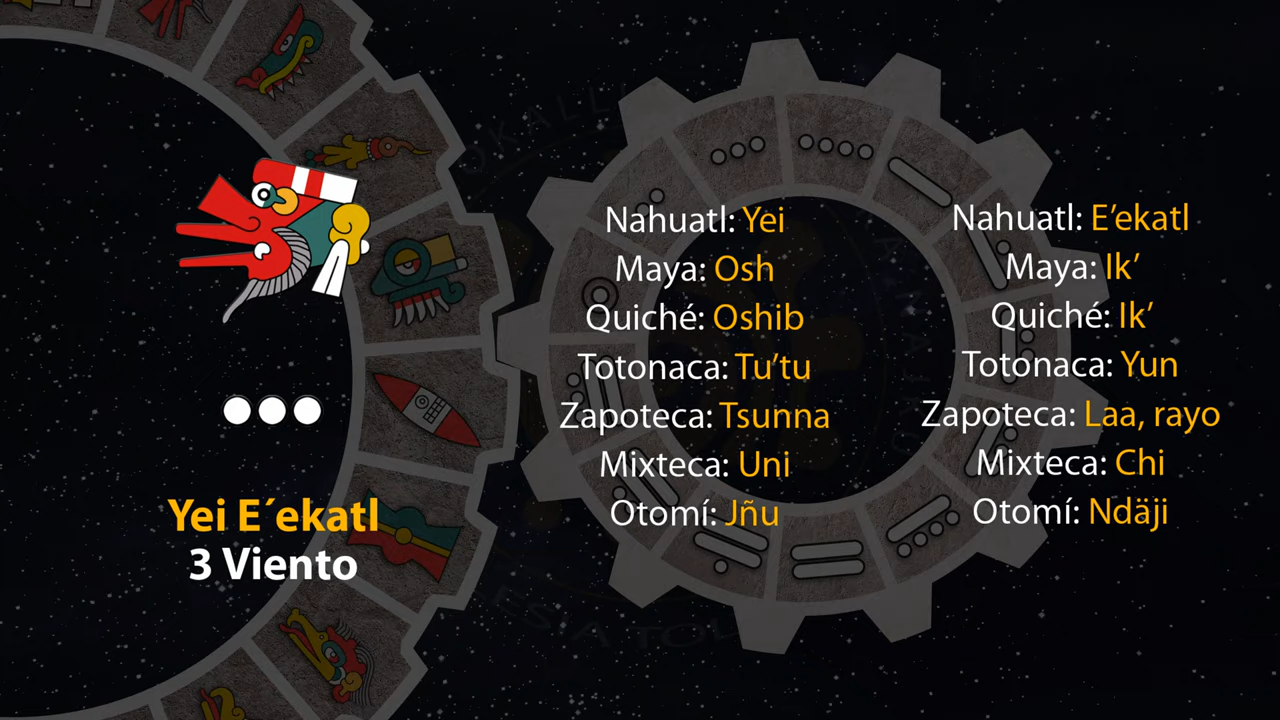 Nahuatl: Yei
Maya: Osh
Quiché: Oshib
Totonaca: Tu’tu
Zapoteca: Tsunna
Mixteca: Uni
Otomí: Jñu
Nahuatl: E’ekatl
Maya: Ik’
Quiché: Ik’
Totonaca: Yun
Zapoteca: Laa, rayo
Mixteca: Chi
Otomí: Ndäji
Yei E´ekatl
3 Viento